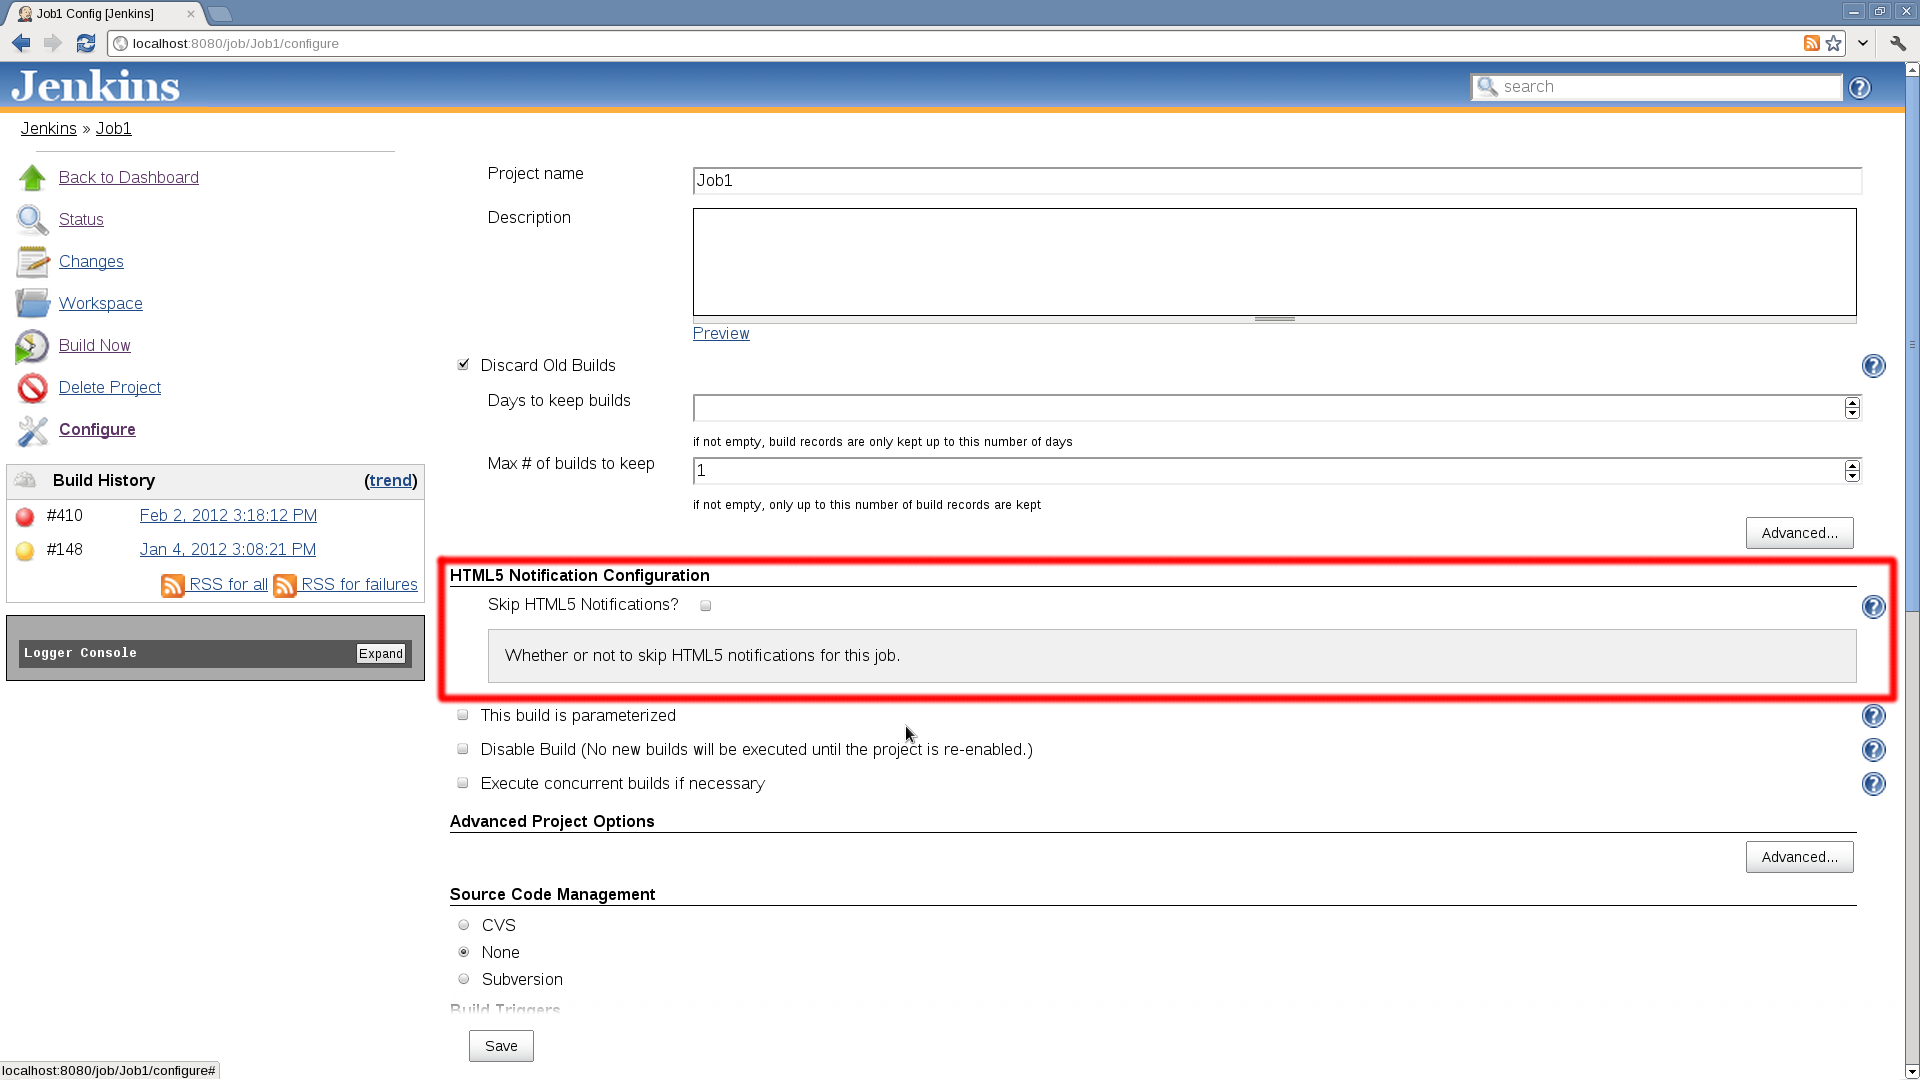 Job1 Config [Jenkins]
localhost:8080/job/Job1/configure
Jenkins
search
Jenkins » Job1
Back to Dashboard
Status
Changes
Workspace
Build Now
Delete Project
Configure
Build History (trend)
#410 Feb 2, 2012 3:18:12 PM
#148 Jan 4, 2012 3:08:21 PM
RSS for all RSS for failures
Logger Console Expand
Project name Job1
Description
Preview
Discard Old Builds
Days to keep builds
if not empty, build records are only kept up to this number of days
Max # of builds to keep 1
if not empty, only up to this number of build records are kept
Advanced...
HTML5 Notification Configuration
Skip HTML5 Notifications?
Whether or not to skip HTML5 notifications for this job.
This build is parameterized
Disable Build (No new builds will be executed until the project is re-enabled.)
Execute concurrent builds if necessary
Advanced Project Options
Advanced...
Source Code Management
CVS
None
Subversion
Build Triggers
Save
localhost:8080/job/Job1/configure#